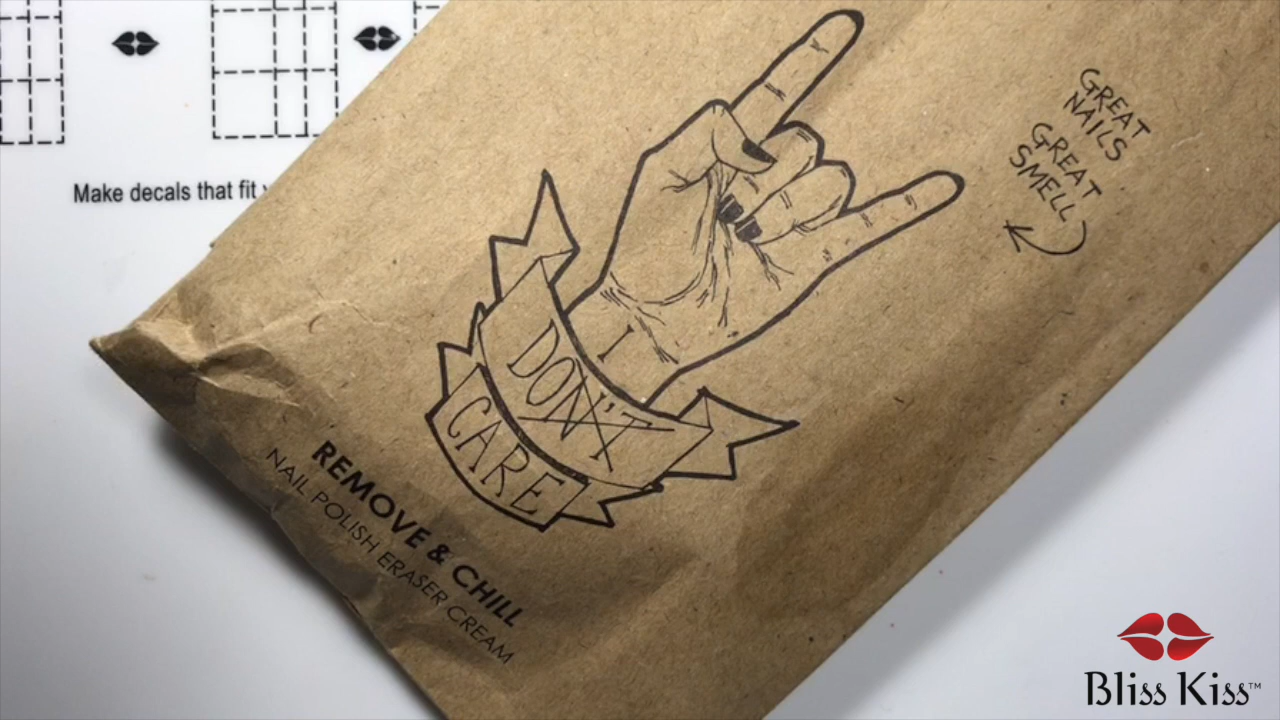 Make decals that fit
GREAT
NAILS
GREAT
SMELL
I
DON'T
CARE
REMOVE & CHILL
NAIL POLISH ERASER CREAM
Bliss Kiss™